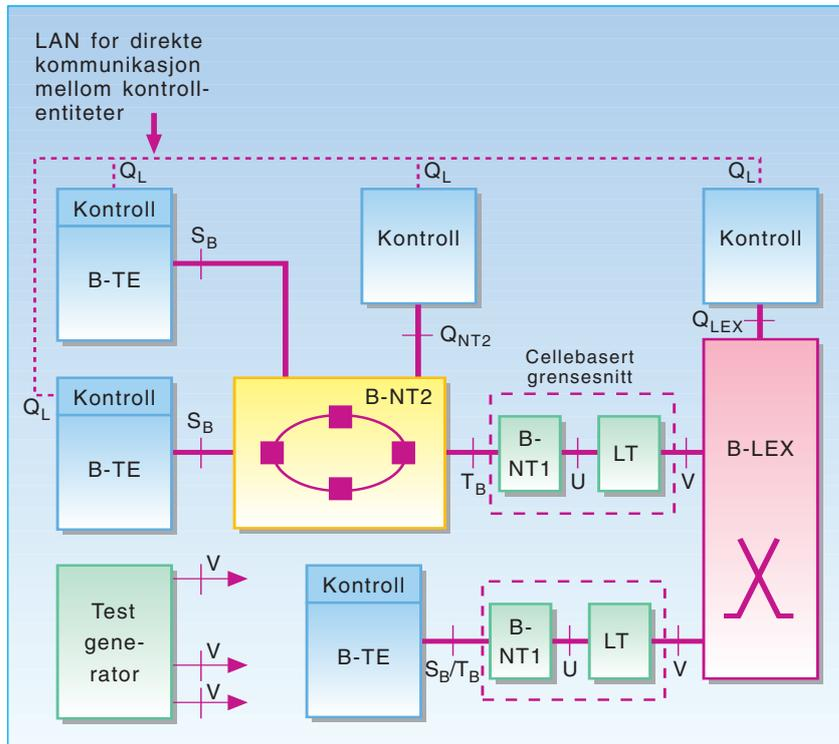 LAN for direkte
kommunikasjon
mellom kontroll-
entiteter
QL
QL
QL
Kontroll
B-TE
SB
Kontroll
Kontroll
QNT2
QLEX
Cellebasert
grensesnitt
QL
Kontroll
B-TE
SB
B-NT2
TB
B-
NT1
U
LT
V
B-LEX
Test
gene-
rator
V
V
V
Kontroll
B-TE
SB/TB
B-
NT1
U
LT
V